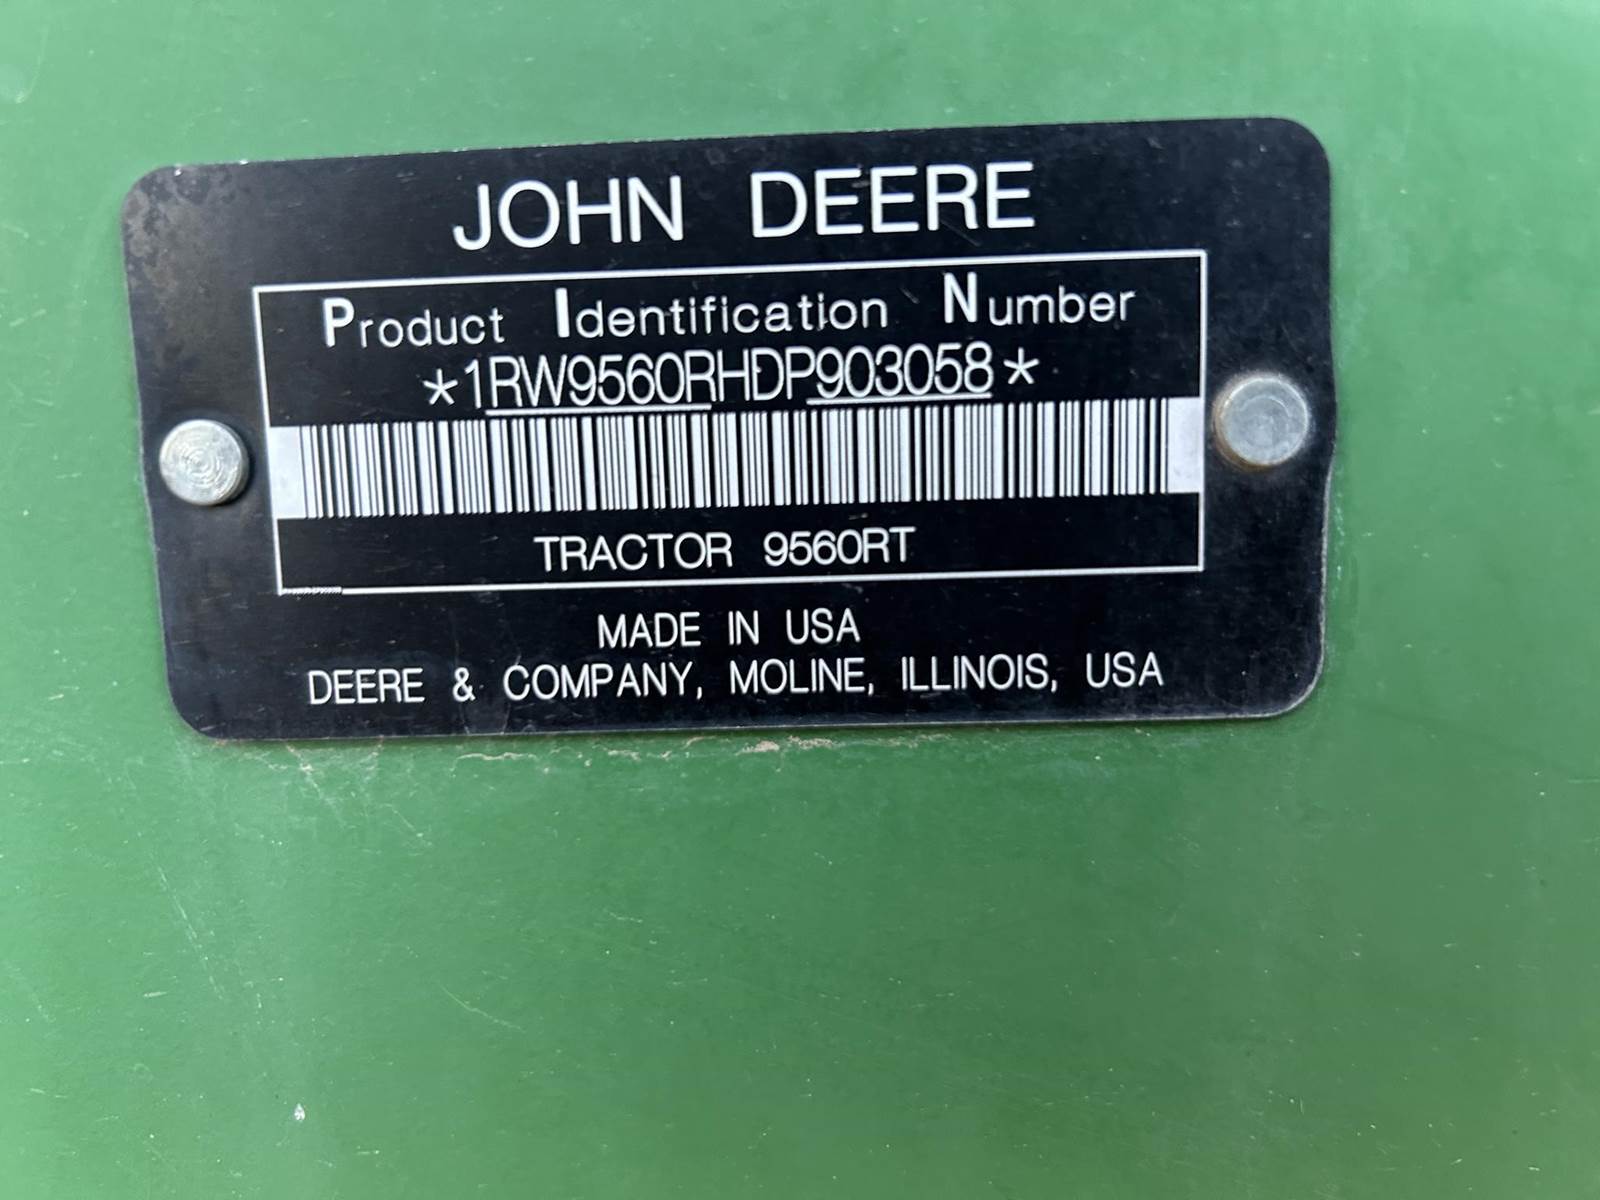 JOHN DEERE
Product Identification Number
*1RW9560RHDP903058*
TRACTOR 9560RT
MADE IN USA
DEERE & COMPANY, MOLINE, ILLINOIS, USA